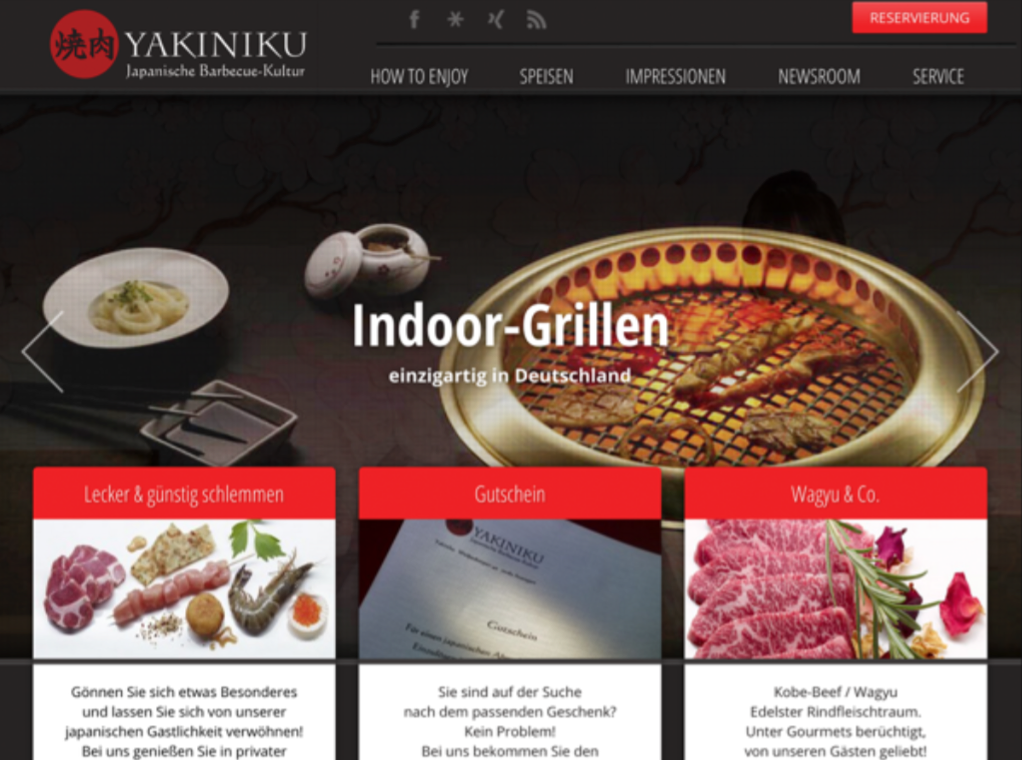 焼肉 YAKINIKU
Japanische Barbecue-Kultur
RESERVIERUNG
HOW TO ENJOY SPEISEN IMPRESSIONEN NEWSROOM SERVICE
Indoor-Grillen
einzigartig in Deutschland
Lecker & günstig schlemmen
Gönnen Sie sich etwas Besonderes
und lassen Sie sich von unserer
japanischen Gastlichkeit verwöhnen!
Bei uns genießen Sie in privater
Gutschein
YAKINIKU
Gutschein
Für einen japanischen
Sie sind auf der Suche
nach dem passenden Geschenk?
Kein Problem!
Bei uns bekommen Sie den
Wagyu & Co.
Kobe-Beef / Wagyu
Edelster Rindfleischtraum.
Unter Gourmets berüchtigt,
von unseren Gästen geliebt!